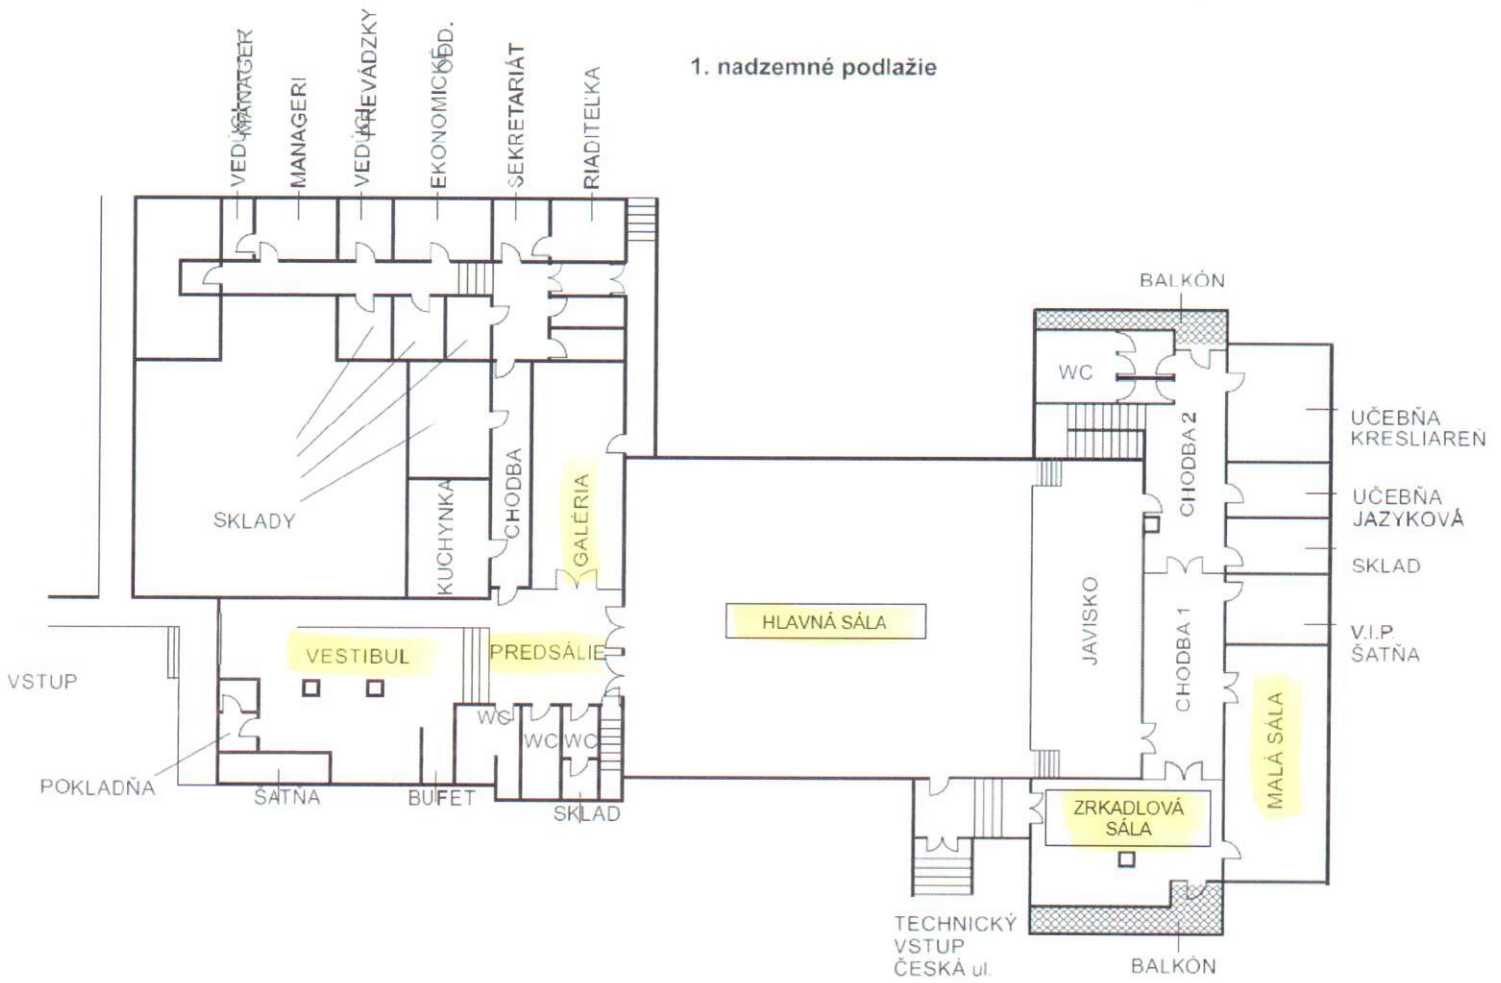 1. nadzemné podlažie
VEDÚCI
MANAGER
MANAGERI
VEDÚCI
PREVÁDZKY
EKONOMICKÉ
ODD.
SEKRETARIÁT
RIADITEĽKA
BALKÓN
WC
CHODBA 2
UČEBŇA
KRESLIAREŇ
UČEBŇA
JAZYKOVÁ
SKLAD
V.I.P.
ŠATŇA
SKLADY
KUCHYNKA
CHODBA
GALÉRIA
HLAVNÁ SÁLA
JAVISKO
CHODBA 1
MALÁ SÁLA
VSTUP
VESTIBUL
PREDSÁLIE
WC
WC
WC
POKLADŇA
ŠATŇA
BUFET
SKLAD
ZRKADLOVÁ
SÁLA
TECHNICKÝ
VSTUP
ČESKÁ ul.
BALKÓN